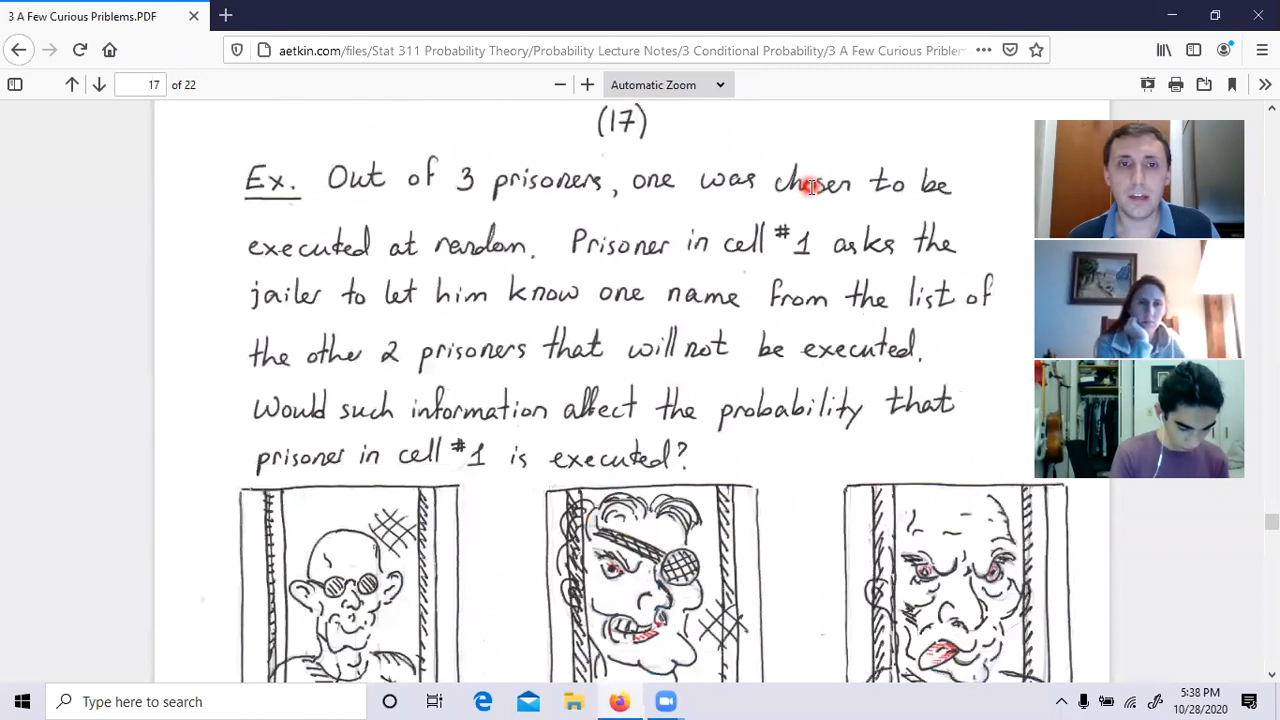 3 A Few Curious Priblems.PDF
aetkin.com/files/Stat 311 Probability Theory/Probability Lecture Notes/3 Conditional Probability/3 A Few Curious Priblem
17 of 22
Automatic Zoom
(17)
Ex. Out of 3 prisoners, one was chosen to be
executed at random. Prisoner in cell #1 asks the
jailer to let him know one name from the list of
the other 2 prisoners that will not be executed.
Would such information affect the probability that
prisoner in cell #1 is executed?
Type here to search
5:38 PM
10/28/2020